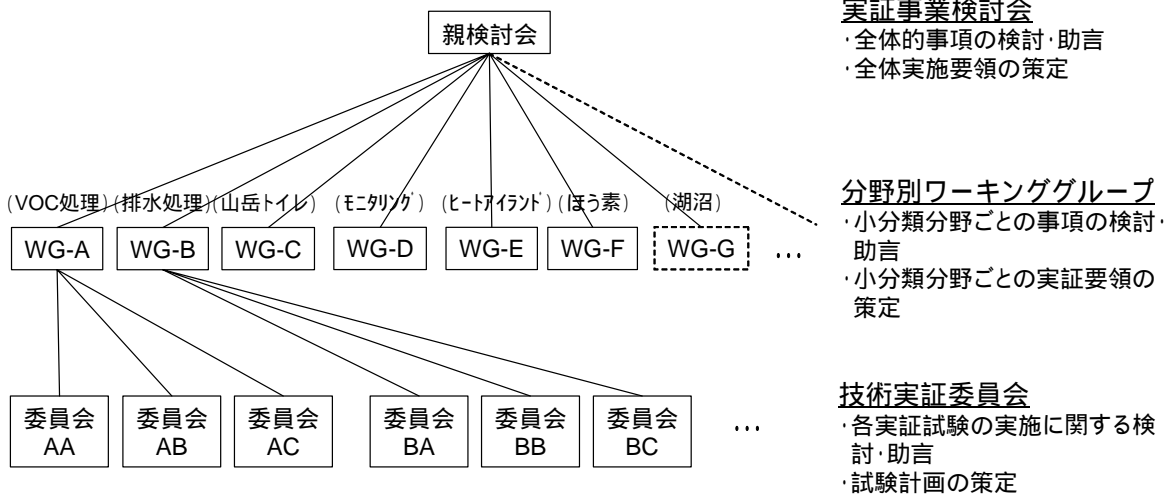 実証事業検討会
親検討会
･全体的事項の検討･助言
･全体実施要領の策定
(VOC処理)(排水処理)(山岳トイレ) (ﾓﾆﾀﾘﾝｸﾞ) (ﾋｰﾄｱｲﾗﾝﾄﾞ)(ほう素) (湖沼)
WG-A WG-B WG-C WG-D WG-E WG-F WG-G …
分野別ワーキンググループ
･小分類分野ごとの事項の検討･
助言
･小分類分野ごとの実証要領の
策定
委員会 委員会 委員会 委員会 委員会 委員会
AA AB AC BA BB BC
…
技術実証委員会
･各実証試験の実施に関する検
討･助言
･試験計画の策定